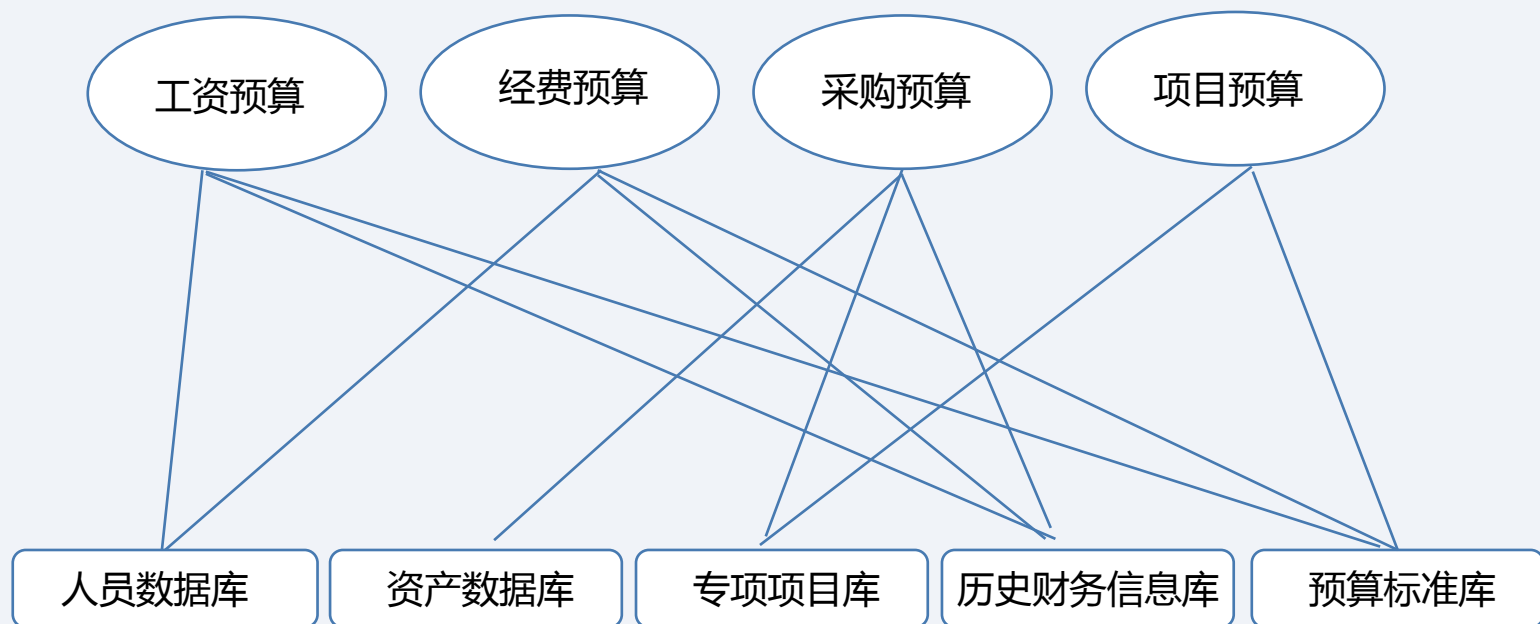 工资预算
经费预算
采购预算
项目预算
人员数据库
资产数据库
专项项目库
历史财务信息库
预算标准库